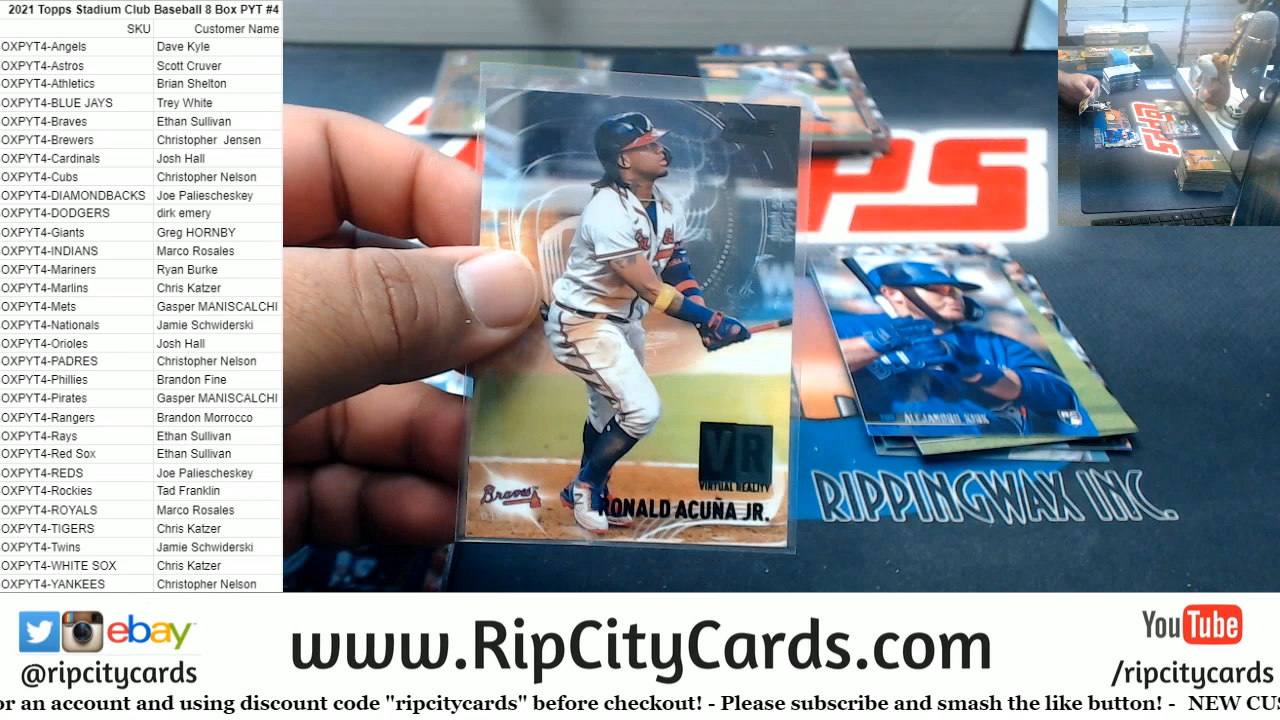 2021 Topps Stadium Club Baseball 8 Box PYT #4
SKU Customer Name
OXPYT4-Angels Dave Kyle
OXPYT4-Astros Scott Cruver
OXPYT4-Athletics Brian Shelton
OXPYT4-BLUE JAYS Trey White
OXPYT4-Braves Ethan Sullivan
OXPYT4-Brewers Christopher Jensen
OXPYT4-Cardinals Josh Hall
OXPYT4-Cubs Christopher Nelson
OXPYT4-DIAMONDBACKS Joe Paliescheskey
OXPYT4-DODGERS dirk emery
OXPYT4-Giants Greg HORNBY
OXPYT4-INDIANS Marco Rosales
OXPYT4-Mariners Ryan Burke
OXPYT4-Marlins Chris Katzer
OXPYT4-Mets Gasper MANISCALCHI
OXPYT4-Nationals Jamie Schwiderski
OXPYT4-Orioles Josh Hall
OXPYT4-PADRES Christopher Nelson
OXPYT4-Phillies Brandon Fine
OXPYT4-Pirates Gasper MANISCALCHI
OXPYT4-Rangers Brandon Morrocco
OXPYT4-Rays Ethan Sullivan
OXPYT4-Red Sox Ethan Sullivan
OXPYT4-REDS Joe Paliescheskey
OXPYT4-Rockies Tad Franklin
OXPYT4-ROYALS Marco Rosales
OXPYT4-TIGERS Chris Katzer
OXPYT4-Twins Jamie Schwiderski
OXPYT4-WHITE SOX Chris Katzer
OXPYT4-YANKEES Christopher Nelson
PS
VR
VIRTUAL REALITY
Braves
RONALD ACUÑA JR.
ALEJANDRO KIRK
RC
RIPPINGWAX INC.
ebay
@ripcitycards
www.RipCityCards.com
YouTube
/ripcitycards
or an account and using discount code "ripcitycards" before checkout! - Please subscribe and smash the like button! - NEW CUS